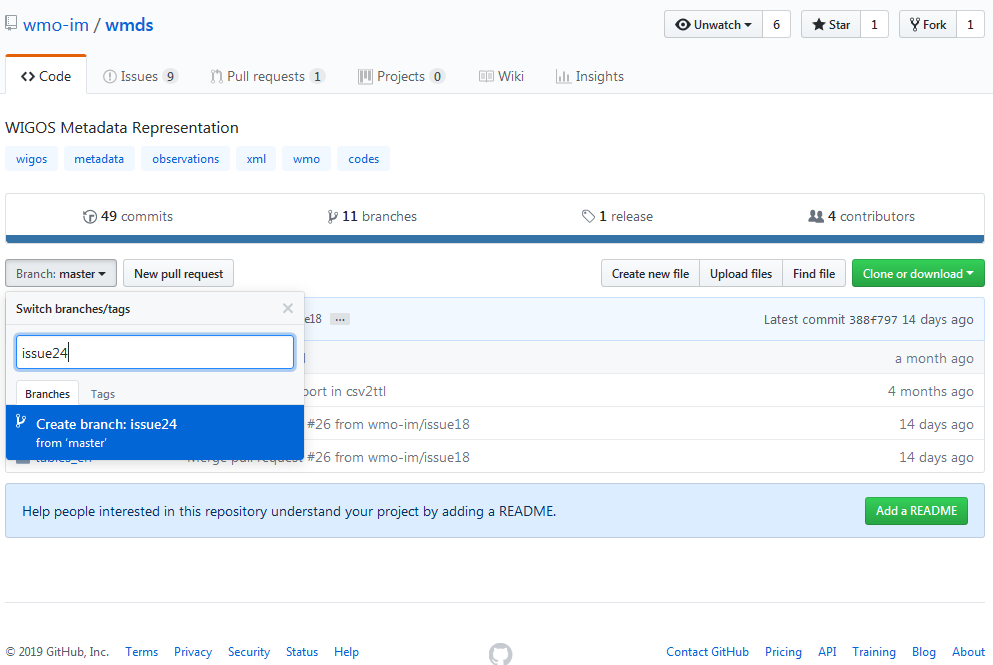 wmo-im / wmds
Unwatch 6 Star 1 Fork 1
Code Issues 9 Pull requests 1 Projects 0 Wiki Insights
WIGOS Metadata Representation
wigos metadata observations xml wmo codes
49 commits 11 branches 1 release 4 contributors
Branch: master New pull request Create new file Upload files Find file Clone or download
Switch branches/tags ×
e18 … Latest commit 388f797 14 days ago
issue24
a month ago
Branches Tags
port in csv2ttl 4 months ago
Create branch: issue24
from ‘master’
#26 from wmo-im/issue18 14 days ago
tables_en Merge pull request #26 from wmo-im/issue18 14 days ago
Help people interested in this repository understand your project by adding a README. Add a README
© 2019 GitHub, Inc. Terms Privacy Security Status Help Contact GitHub Pricing API Training Blog About